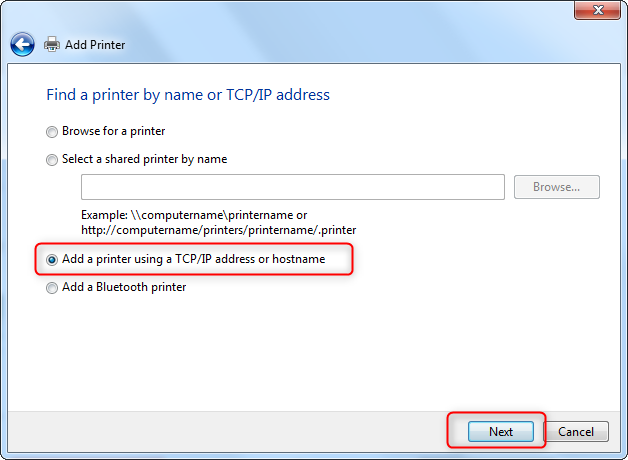 Add Printer
Find a printer by name or TCP/IP address
Browse for a printer
Select a shared printer by name
Browse...
Example: \\computername\printername or
http://computername/printers/printername/.printer
Add a printer using a TCP/IP address or hostname
Add a Bluetooth printer
Next
Cancel